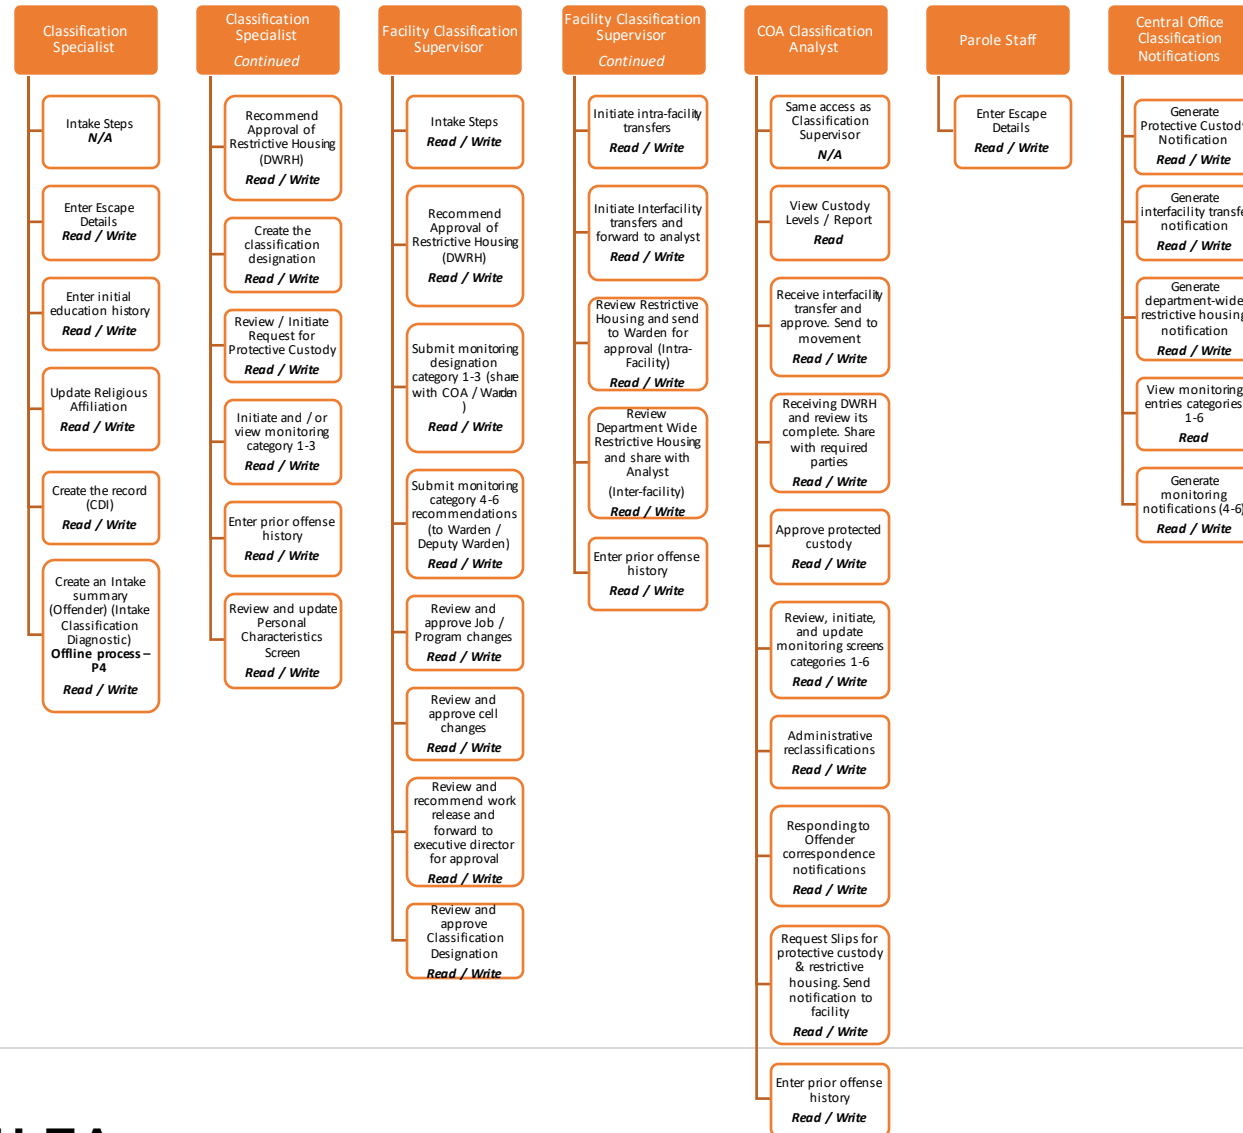 Classification
Specialist
Intake Steps
N/A
Enter Escape
Details
Read / Write
Enter initial
education history
Read / Write
Update Religious
Affiliation
Read / Write
Create the record
(CDI)
Read / Write
Create an Intake
summary
(Offender) (Intake
Classification
Diagnostic)
Offline process –
P4
Read / Write
Classification
Specialist
Continued
Recommend
Approval of
Restrictive Housing
(DWRH)
Read / Write
Create the
classification
designation
Read / Write
Review / Initiate
Request for
Protective Custody
Read / Write
Initiate and / or
view monitoring
category 1-3
Read / Write
Enter prior offense
history
Read / Write
Review and update
Personal
Characteristics
Screen
Read / Write
Facility Classification
Supervisor
Intake Steps
Read / Write
Recommend
Approval of
Restrictive Housing
(DWRH)
Read / Write
Submit monitoring
designation
category 1-3 (share
with COA / Warden
)
Read / Write
Submit monitoring
category 4-6
recommendations
(to Warden /
Deputy Warden)
Read / Write
Review and
approve Job /
Program changes
Read / Write
Review and
approve cell
changes
Read / Write
Review and
recommend work
release and
forward to
executive director
for approval
Read / Write
Review and
approve
Classification
Designation
Read / Write
Facility Classification
Supervisor
Continued
Initiate intra-facility
transfers
Read / Write
Initiate Interfacility
transfers and
forward to analyst
Read / Write
Review Restrictive
Housing and send
to Warden for
approval (Intra-
Facility)
Read / Write
Review
Department Wide
Restrictive Housing
and share with
Analyst
(Inter-facility)
Read / Write
Enter prior offense
history
Read / Write
COA Classification
Analyst
Same access as
Classification
Supervisor
N/A
View Custody
Levels / Report
Read
Receive interfacility
transfer and
approve. Send to
movement
Read / Write
Receiving DWRH
and review its
complete. Share
with required
parties
Read / Write
Approve protected
custody
Read / Write
Review, initiate,
and update
monitoring screens
categories 1-6
Read / Write
Administrative
reclassifications
Read / Write
Responding to
Offender
correspondence
notifications
Read / Write
Request Slips for
protective custody
& restrictive
housing. Send
notification to
facility
Read / Write
Enter prior offense
history
Read / Write
Parole Staff
Enter Escape
Details
Read / Write
Central Office
Classification
Notifications
Generate
Protective Custody
Notification
Read / Write
Generate
interfacility transfe
notification
Read / Write
Generate
department-wide
restrictive housing
notification
Read / Write
View monitoring
entries categories
1-6
Read
Generate
monitoring
notifications (4-6)
Read / Write